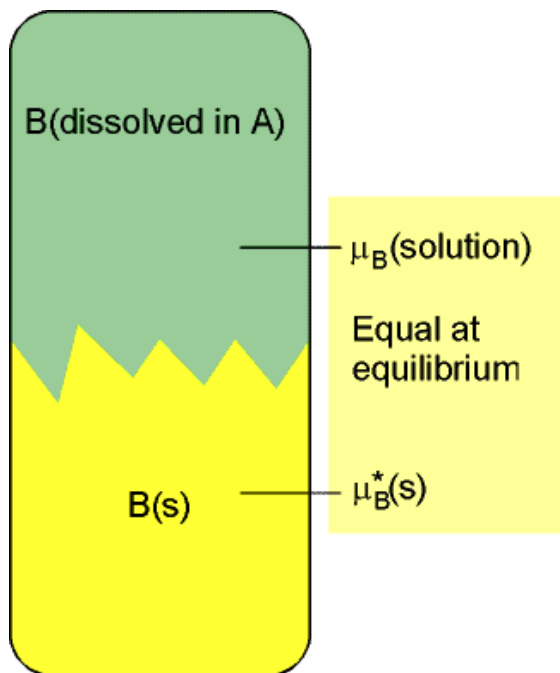 B(dissolved in A)
μB(solution)
Equal at
equilibrium
B(s)
μ*B(s)